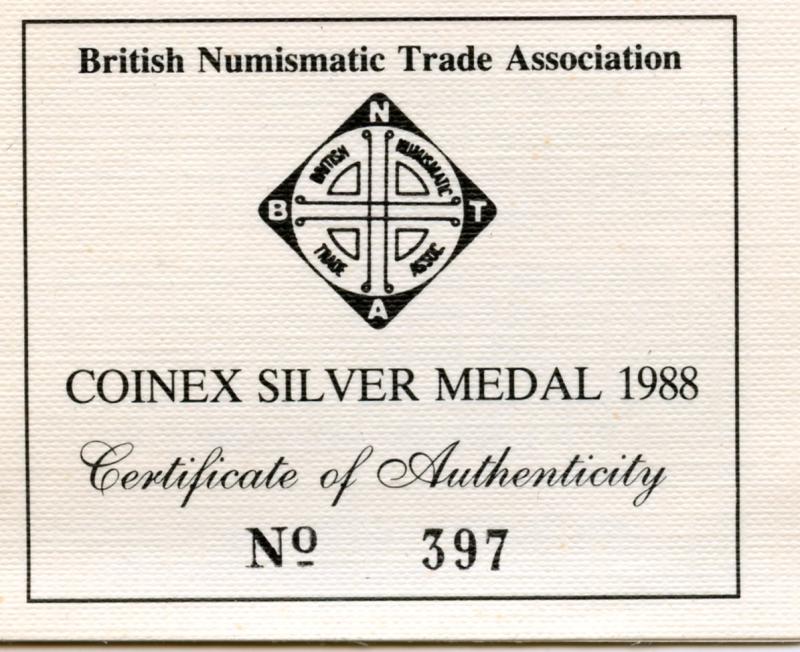 British Numismatic Trade Association
N
BRITISH NUMISMATIC
B T
TRADE ASSOC.
A
COINEX SILVER MEDAL 1988
Certificate of Authenticity
Nº 397